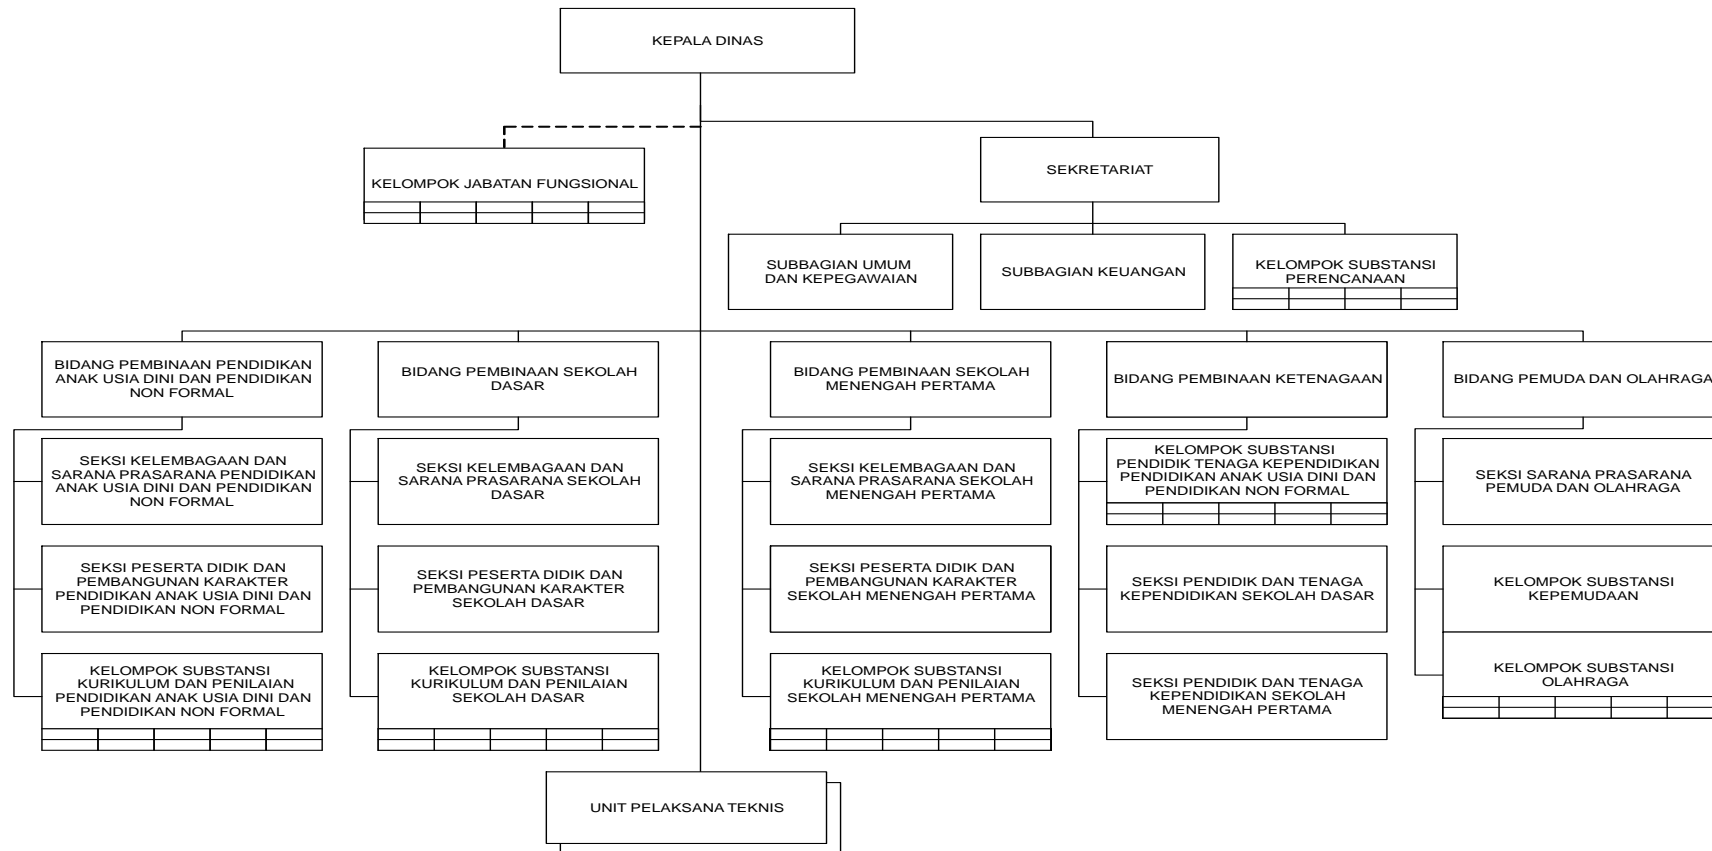 KEPALA DINAS
KELOMPOK JABATAN FUNGSIONAL
SEKRETARIAT
SUBBAGIAN UMUM
DAN KEPEGAWAIAN
SUBBAGIAN KEUANGAN
KELOMPOK SUBSTANSI
PERENCANAAN
BIDANG PEMBINAAN PENDIDIKAN
ANAK USIA DINI DAN PENDIDIKAN
NON FORMAL
BIDANG PEMBINAAN SEKOLAH
DASAR
BIDANG PEMBINAAN SEKOLAH
MENENGAH PERTAMA
BIDANG PEMBINAAN KETENAGAAN
BIDANG PEMUDA DAN OLAHRAGA
SEKSI KELEMBAGAAN DAN
SARANA PRASARANA PENDIDIKAN
ANAK USIA DINI DAN PENDIDIKAN
NON FORMAL
SEKSI KELEMBAGAAN DAN
SARANA PRASARANA SEKOLAH
DASAR
SEKSI KELEMBAGAAN DAN
SARANA PRASARANA SEKOLAH
MENENGAH PERTAMA
KELOMPOK SUBSTANSI
PENDIDIK TENAGA KEPENDIDIKAN
PENDIDIKAN ANAK USIA DINI DAN
PENDIDIKAN NON FORMAL
SEKSI SARANA PRASARANA
PEMUDA DAN OLAHRAGA
SEKSI PESERTA DIDIK DAN
PEMBANGUNAN KARAKTER
PENDIDIKAN ANAK USIA DINI DAN
PENDIDIKAN NON FORMAL
SEKSI PESERTA DIDIK DAN
PEMBANGUNAN KARAKTER
SEKOLAH DASAR
SEKSI PESERTA DIDIK DAN
PEMBANGUNAN KARAKTER
SEKOLAH MENENGAH PERTAMA
SEKSI PENDIDIK DAN TENAGA
KEPENDIDIKAN SEKOLAH DASAR
KELOMPOK SUBSTANSI
KEPEMUDAAN
KELOMPOK SUBSTANSI
KURIKULUM DAN PENILAIAN
PENDIDIKAN ANAK USIA DINI DAN
PENDIDIKAN NON FORMAL
KELOMPOK SUBSTANSI
KURIKULUM DAN PENILAIAN
SEKOLAH DASAR
KELOMPOK SUBSTANSI
KURIKULUM DAN PENILAIAN
SEKOLAH MENENGAH PERTAMA
SEKSI PENDIDIK DAN TENAGA
KEPENDIDIKAN SEKOLAH
MENENGAH PERTAMA
KELOMPOK SUBSTANSI
OLAHRAGA
UNIT PELAKSANA TEKNIS